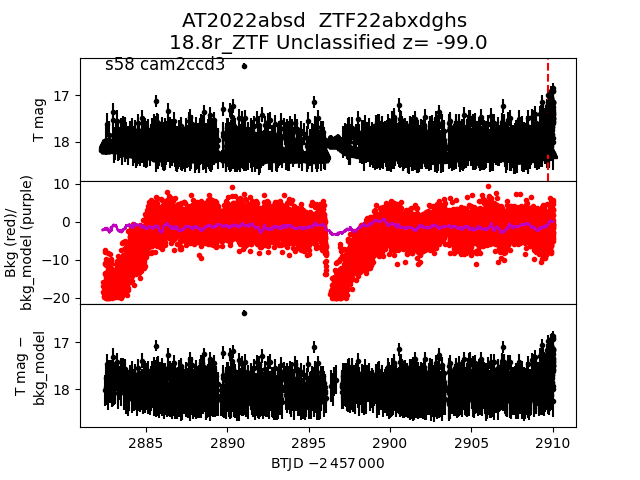 AT2022absd  ZTF22abxdghs
18.8r_ZTF Unclassified z= -99.0
s58 cam2ccd3
T mag
17
18
Bkg (red)/
bkg_model (purple)
10
0
−10
−20
T mag −
bkg_model
17
18
2885
2890
2895
2900
2905
2910
BTJD −2 457 000